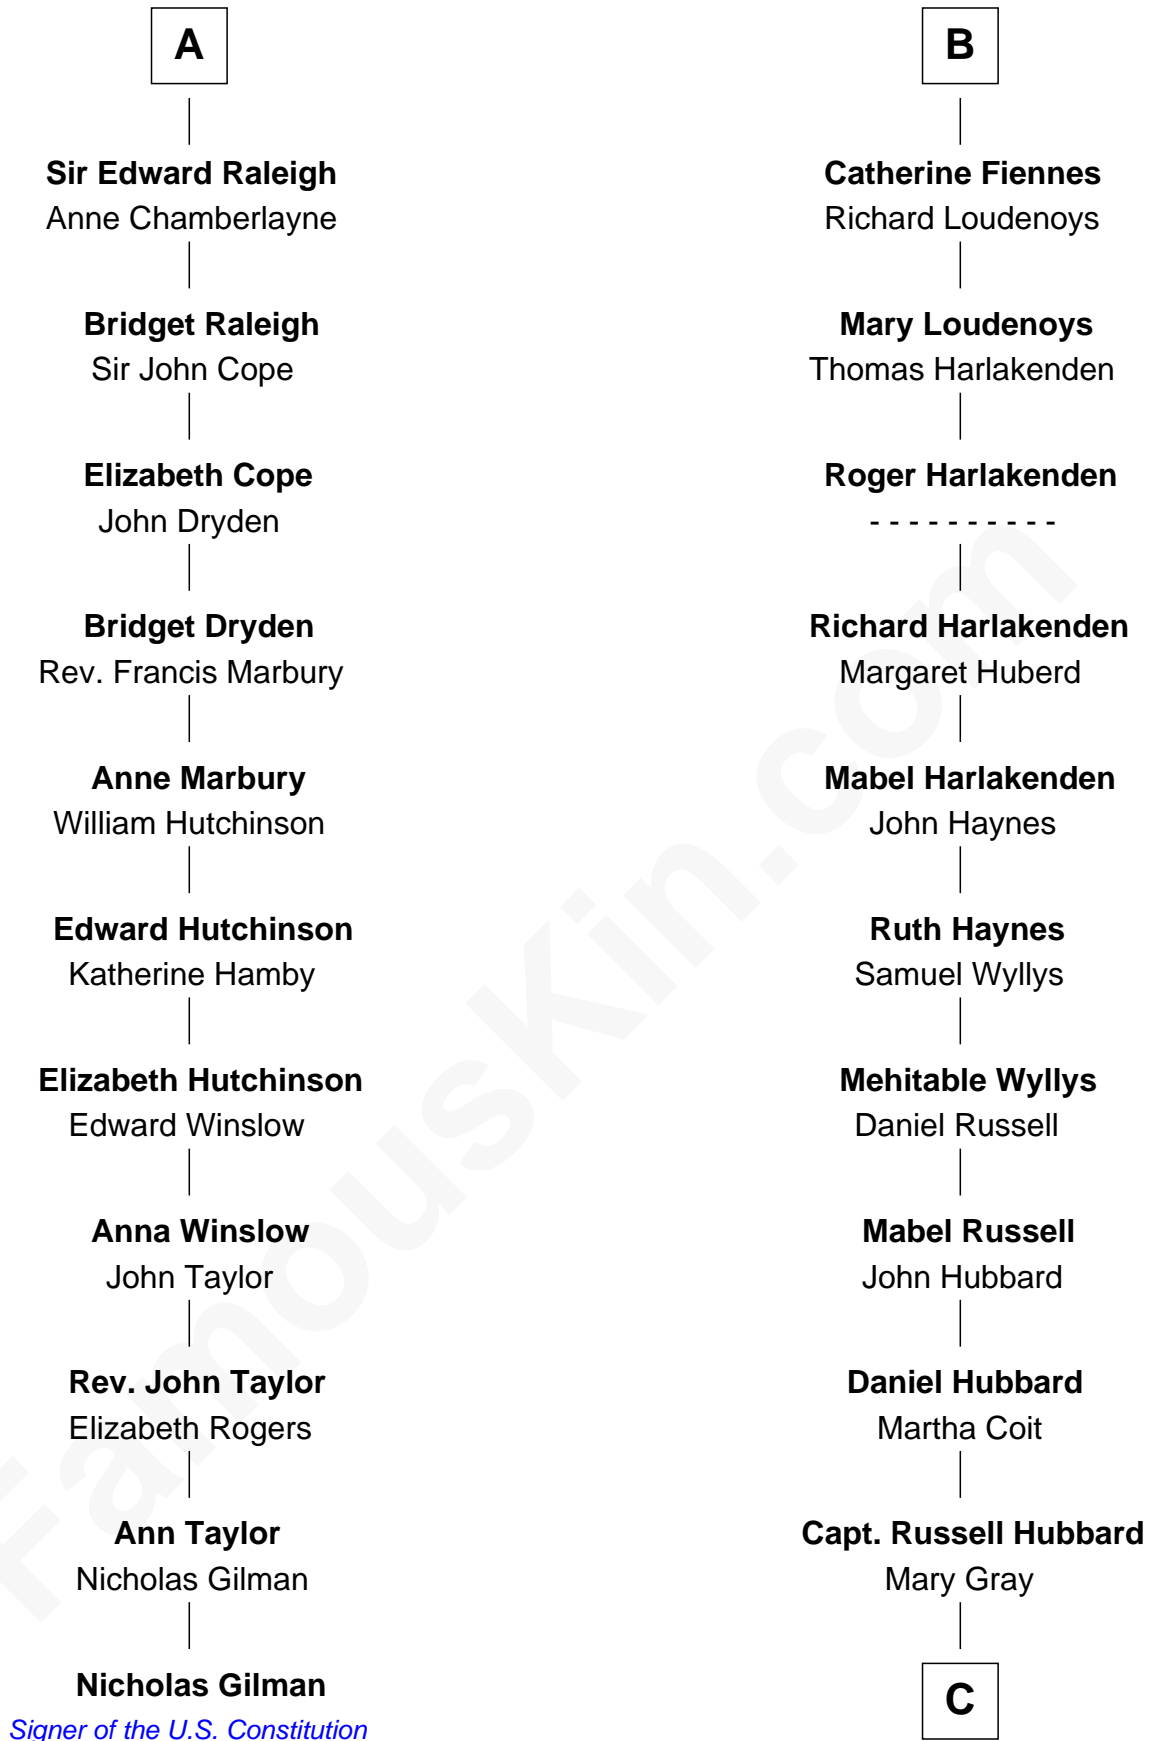 A
Sir Edward Raleigh
Anne Chamberlayne
Bridget Raleigh
Sir John Cope
Elizabeth Cope
John Dryden
Bridget Dryden
Rev. Francis Marbury
Anne Marbury
William Hutchinson
Edward Hutchinson
Katherine Hamby
Elizabeth Hutchinson
Edward Winslow
Anna Winslow
John Taylor
Rev. John Taylor
Elizabeth Rogers
Ann Taylor
Nicholas Gilman
Nicholas Gilman
Signer of the U.S. Constitution
B
Catherine Fiennes
Richard Loudenoys
Mary Loudenoys
Thomas Harlakenden
Roger Harlakenden
- - - - - - - - - -
Richard Harlakenden
Margaret Huberd
Mabel Harlakenden
John Haynes
Ruth Haynes
Samuel Wyllys
Mehitable Wyllys
Daniel Russell
Mabel Russell
John Hubbard
Daniel Hubbard
Martha Coit
Capt. Russell Hubbard
Mary Gray
C
FamousKin.com